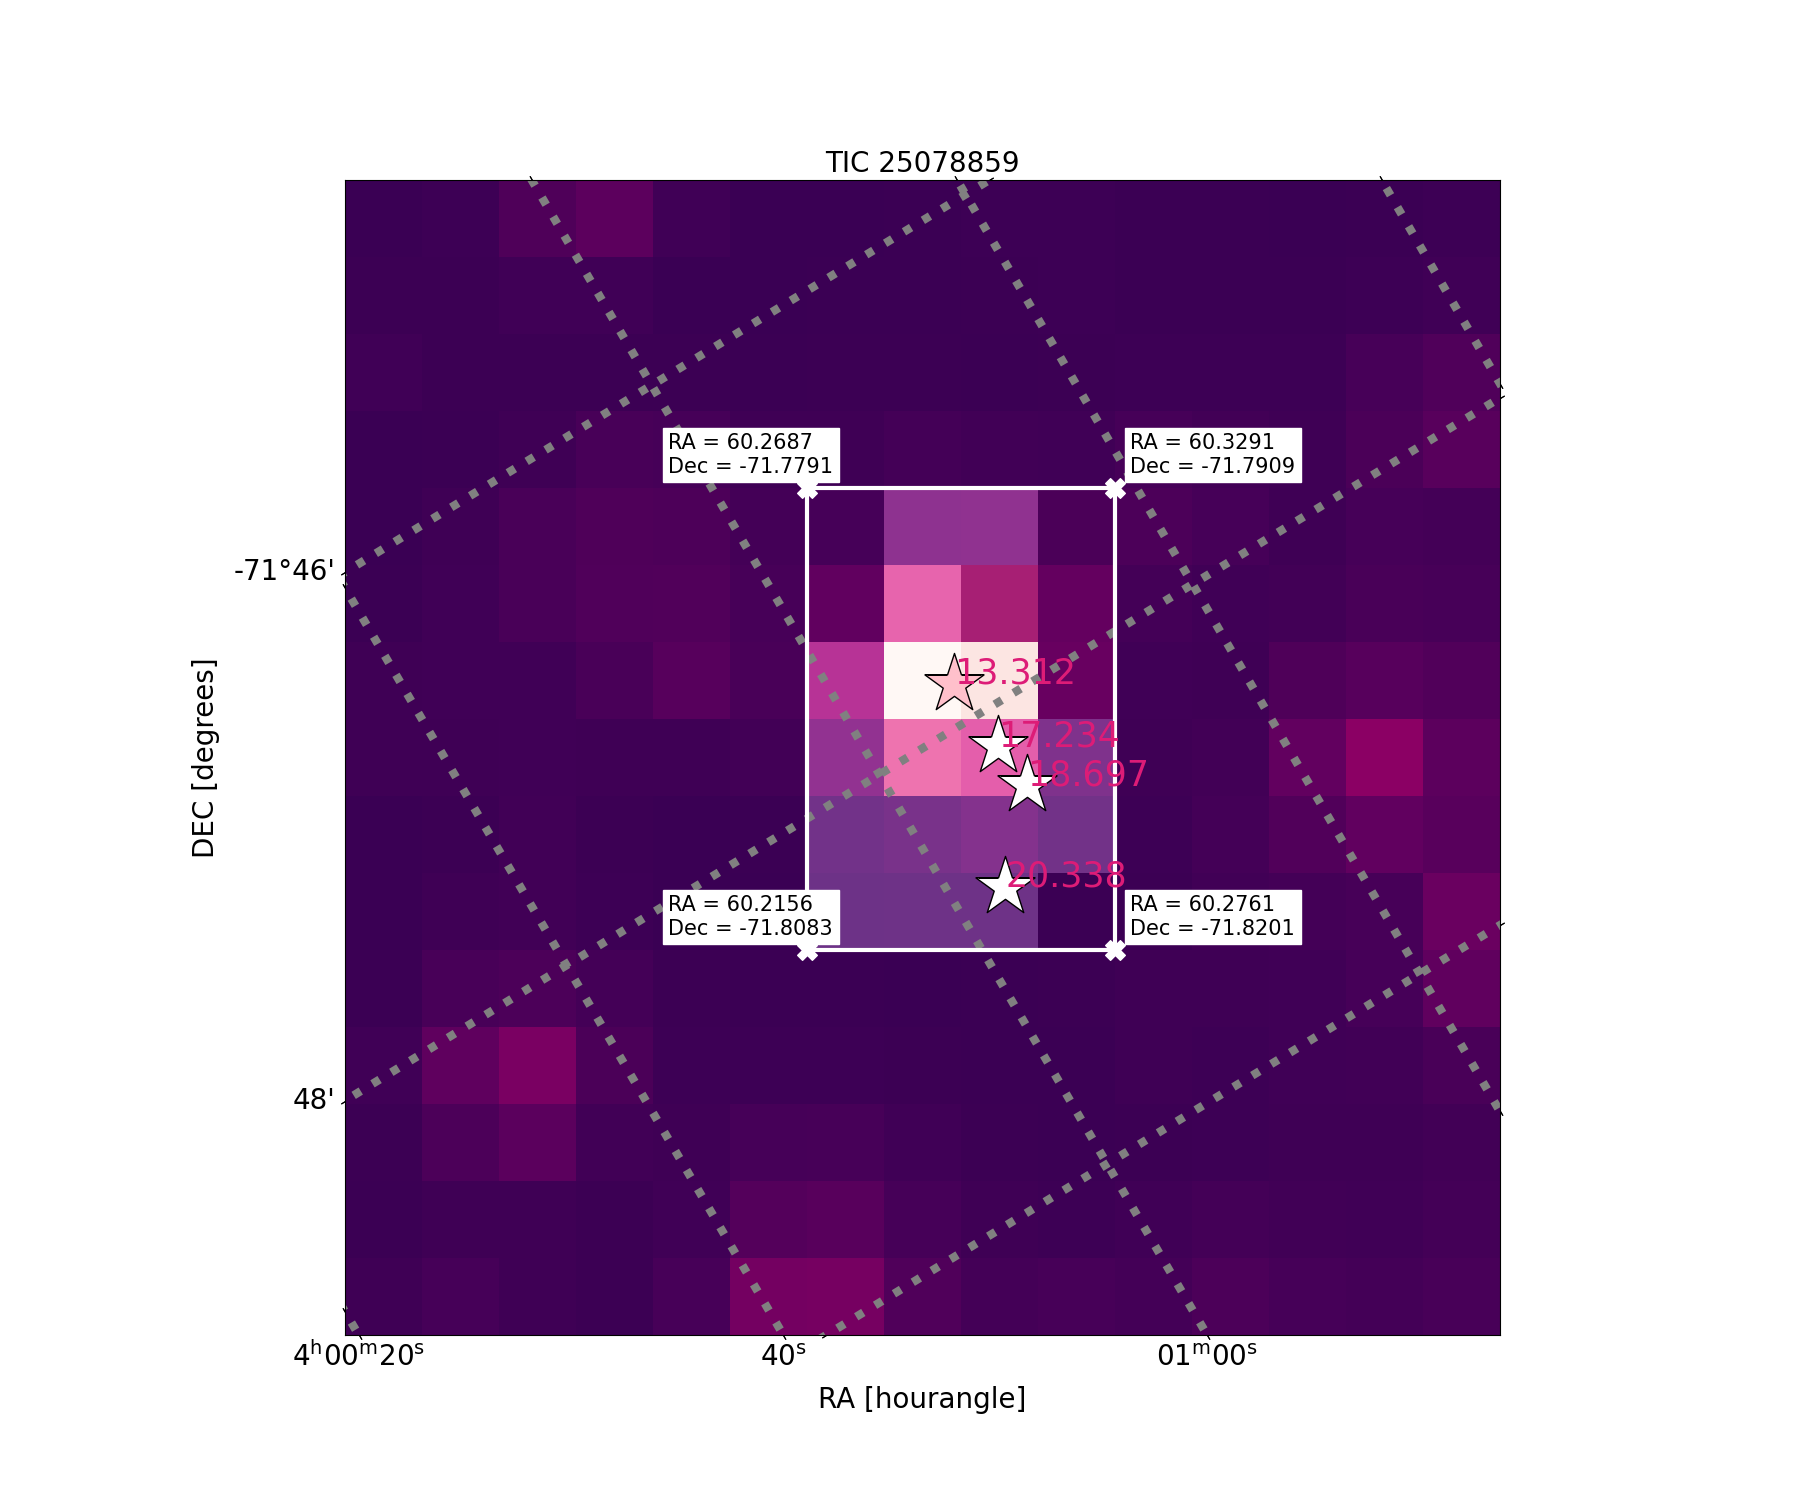 TIC 25078859
RA = 60.2687
Dec = -71.7791
RA = 60.3291
Dec = -71.7909
-71°46'
13.312
17.234
18.697
DEC [degrees]
20.338
RA = 60.2156
Dec = -71.8083
RA = 60.2761
Dec = -71.8201
48'
4ʰ00ᵐ20ˢ
40ˢ
01ᵐ00ˢ
RA [hourangle]